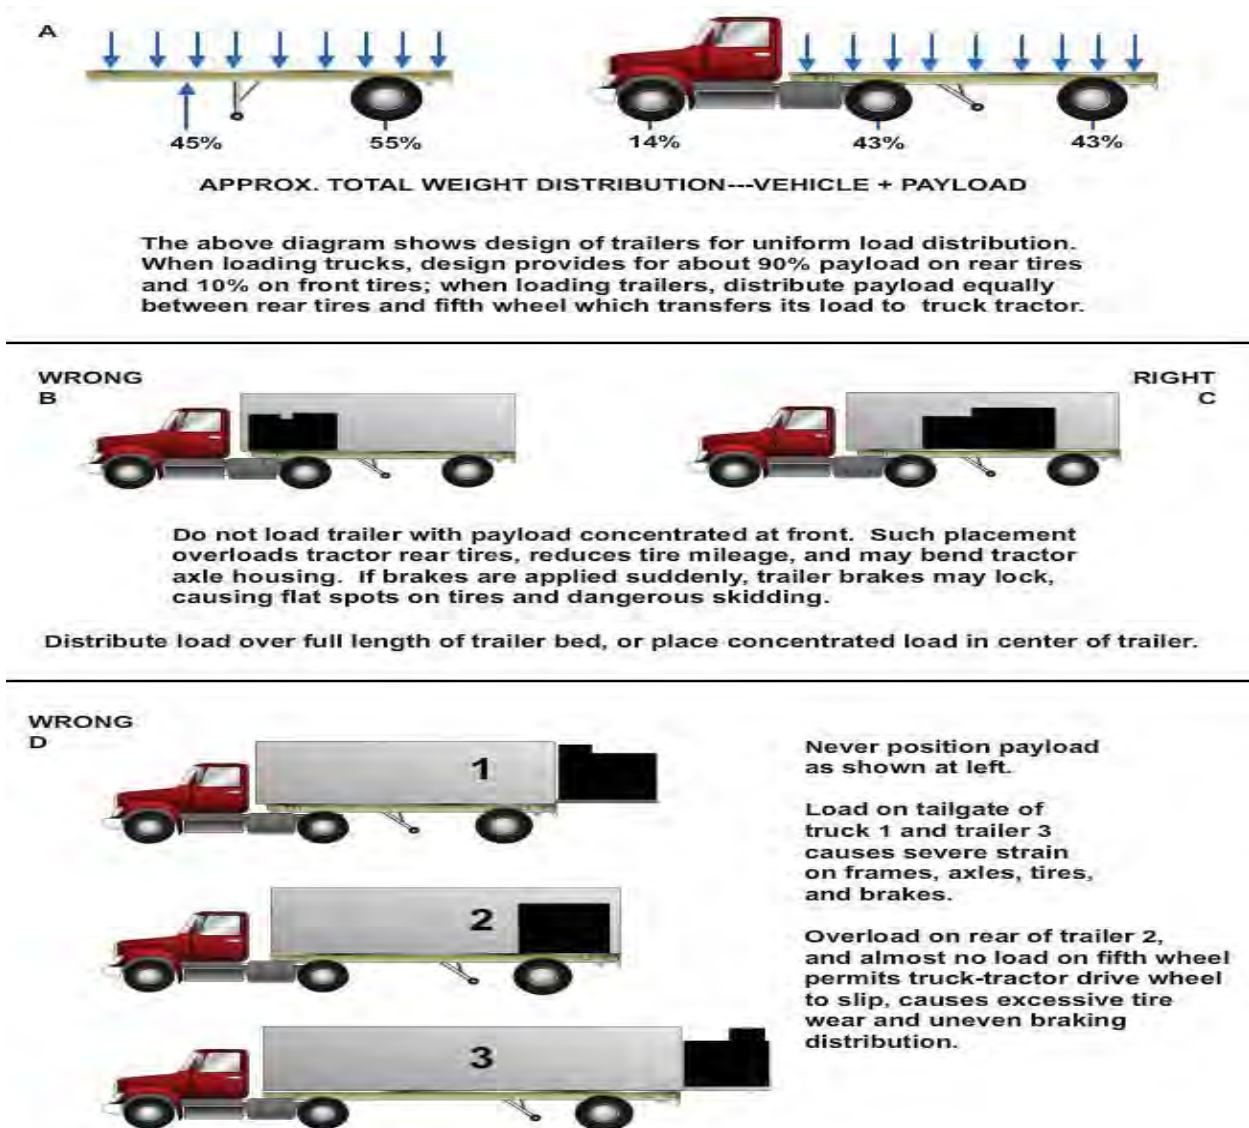 A
45%
55%
14%
43%
43%
APPROX. TOTAL WEIGHT DISTRIBUTION---VEHICLE + PAYLOAD
The above diagram shows design of trailers for uniform load distribution.
When loading trucks, design provides for about 90% payload on rear tires
and 10% on front tires; when loading trailers, distribute payload equally
between rear tires and fifth wheel which transfers its load to truck tractor.
WRONG
B
RIGHT
C
Do not load trailer with payload concentrated at front. Such placement
overloads tractor rear tires, reduces tire mileage, and may bend tractor
axle housing. If brakes are applied suddenly, trailer brakes may lock,
causing flat spots on tires and dangerous skidding.
Distribute load over full length of trailer bed, or place concentrated load in center of trailer.
WRONG
D
1
2
3
Never position payload
as shown at left.
Load on tailgate of
truck 1 and trailer 3
causes severe strain
on frames, axles, tires,
and brakes.
Overload on rear of trailer 2,
and almost no load on fifth wheel
permits truck-tractor drive wheel
to slip, causes excessive tire
wear and uneven braking
distribution.